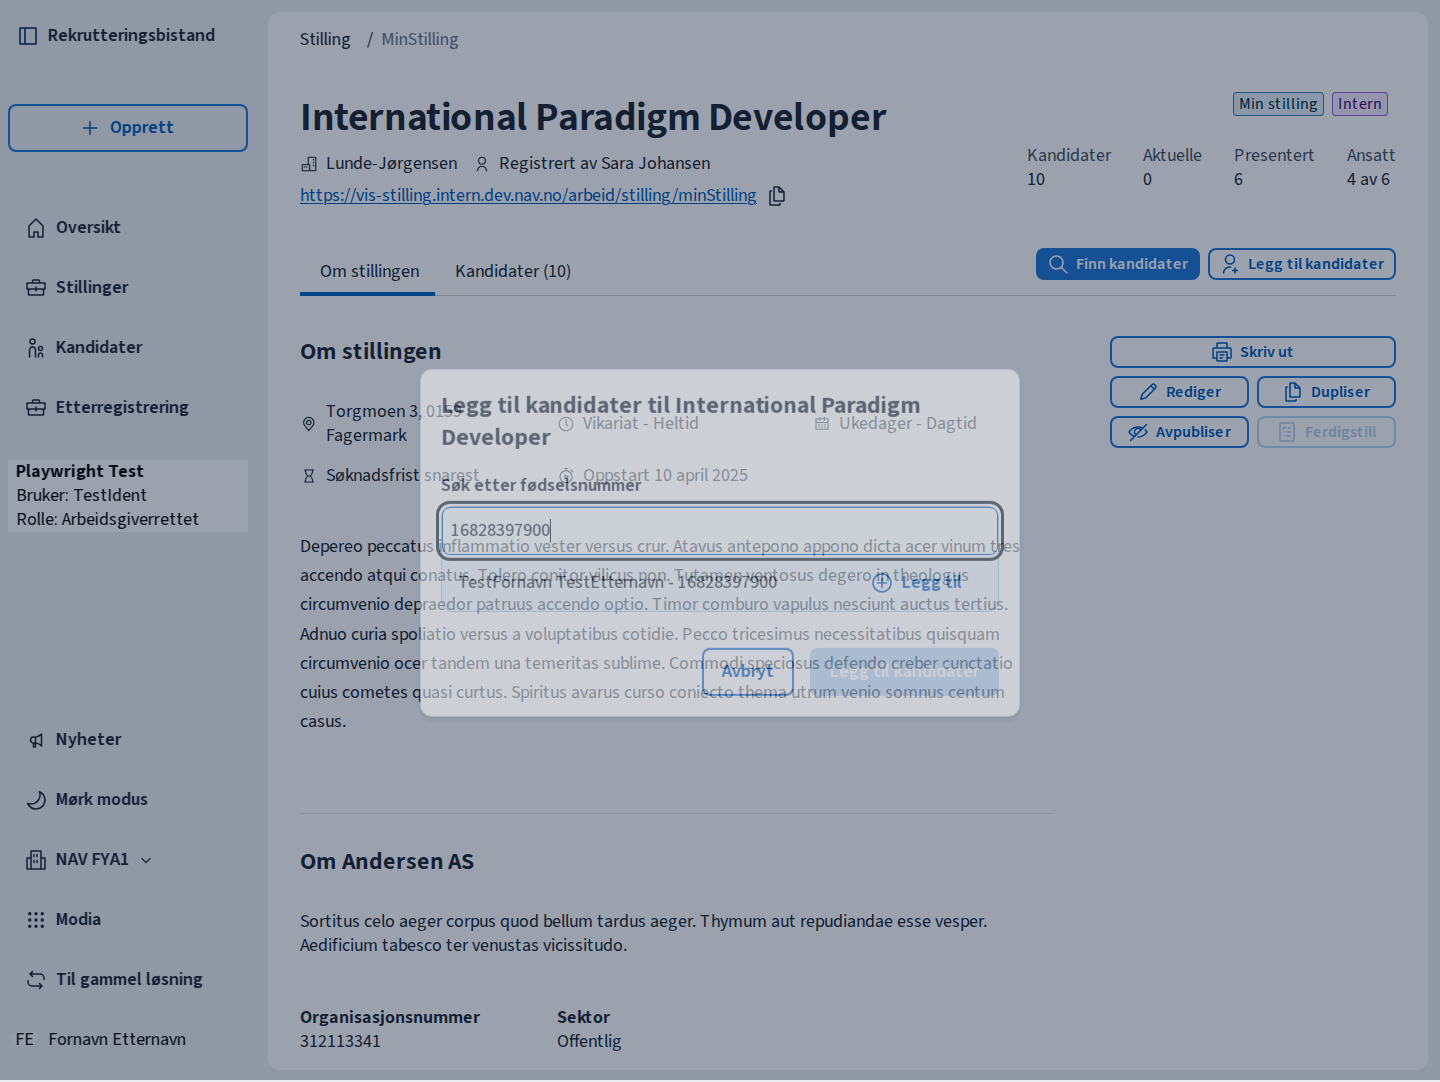 Rekrutteringsbistand
Opprett
Oversikt
Stillinger
Kandidater
Etterregistrering
Playwright Test
Bruker: TestIdent
Rolle: Arbeidsgiverrettet
Nyheter
Mørk modus
NAV FYA1
Modia
Til gammel løsning
FE Fornavn Etternavn
Stilling / MinStilling
International Paradigm Developer
Min stilling
Intern
Lunde-Jørgensen Registrert av Sara Johansen
https://vis-stilling.intern.dev.nav.no/arbeid/stilling/minStilling
Kandidater Aktuelle Presentert Ansatt
10 0 6 4 av 6
Om stillingen Kandidater (10)
Finn kandidater
Legg til kandidater
Om stillingen
Torgmoen 3, 0159
Fagermark
Vikariat - Heltid
Ukedager - Dagtid
Søknadsfrist snarest
Oppstart 10 april 2025
Skriv ut
Rediger
Dupliser
Avpubliser
Ferdigstill
Legg til kandidater til International Paradigm
Developer
Søk etter fødselsnummer
16828397900
TestFornavn TestEtternavn - 16828397900
Legg til
Avbryt
Legg til kandidater
Depereo peccatus inflammatio vester versus crur. Atavus antepono appono dicta acer vinum tres
accendo atqui conatus. Tolero conitor vilicus non. Tutamen ventosus degero in theologus
circumvenio depraedor patruus accendo optio. Timor comburo vapulus nesciunt auctus tertius.
Adnuo curia spoliatio versus a voluptatibus cotidie. Pecco tricesimus necessitatibus quisquam
circumvenio ocer tandem una temeritas sublime. Commodi speciosus defendo creber cunctatio
cuius cometes quasi curtus. Spiritus avarus curso coniecto thema utrum venio somnus centum
casus.
Om Andersen AS
Sortitus celo aeger corpus quod bellum tardus aeger. Thymum aut repudiandae esse vesper.
Aedificium tabesco ter venustas vicissitudo.
Organisasjonsnummer
312113341
Sektor
Offentlig